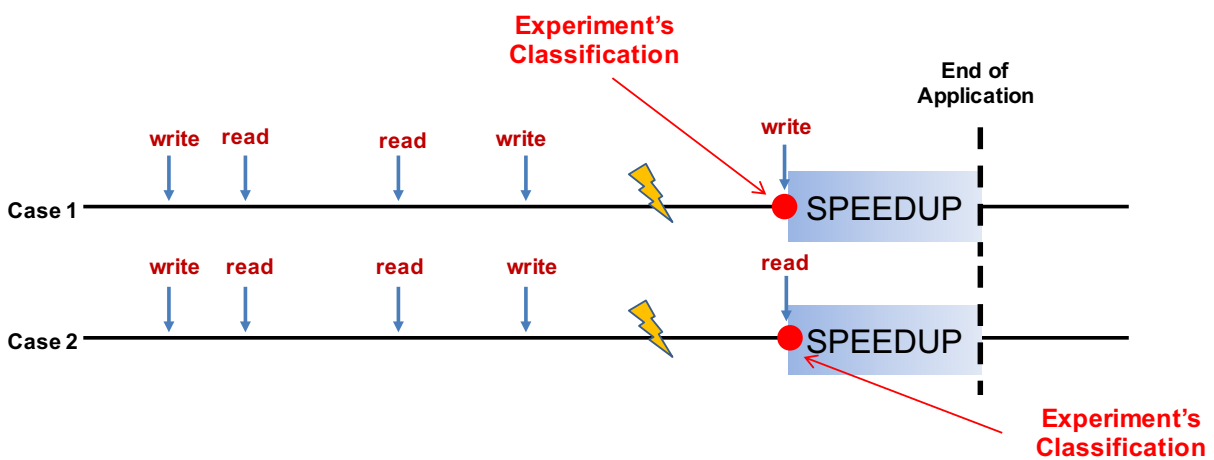 Experiment's
Classification
End of
Application
write read read write write
Case 1 SPEEDUP
write read read write read
Case 2 SPEEDUP
Experiment's
Classification